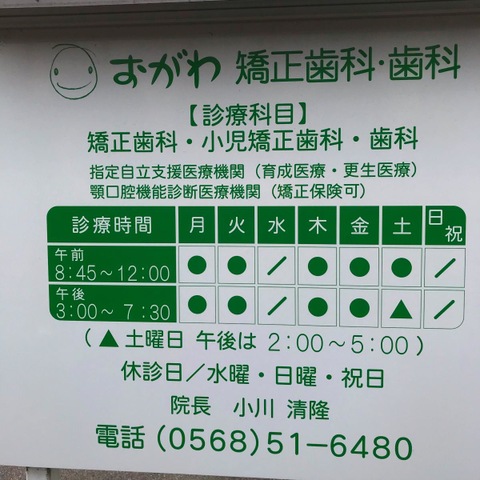 おがわ 矯正歯科・歯科
【診療科目】
矯正歯科・小児矯正歯科・歯科
指定自立支援医療機関（育成医療・更生医療）
顎口腔機能診断医療機関（矯正保険可）
診療時間 月 火 水 木 金 土 日祝
午前 8:45～12:00 ● ● ／ ● ● ● ／
午後 3:00～7:30 ● ● ／ ● ● ▲ ／
（▲土曜日 午後は 2:00～5:00）
休診日／水曜・日曜・祝日
院長 小川 清隆
電話（0568）51－6480